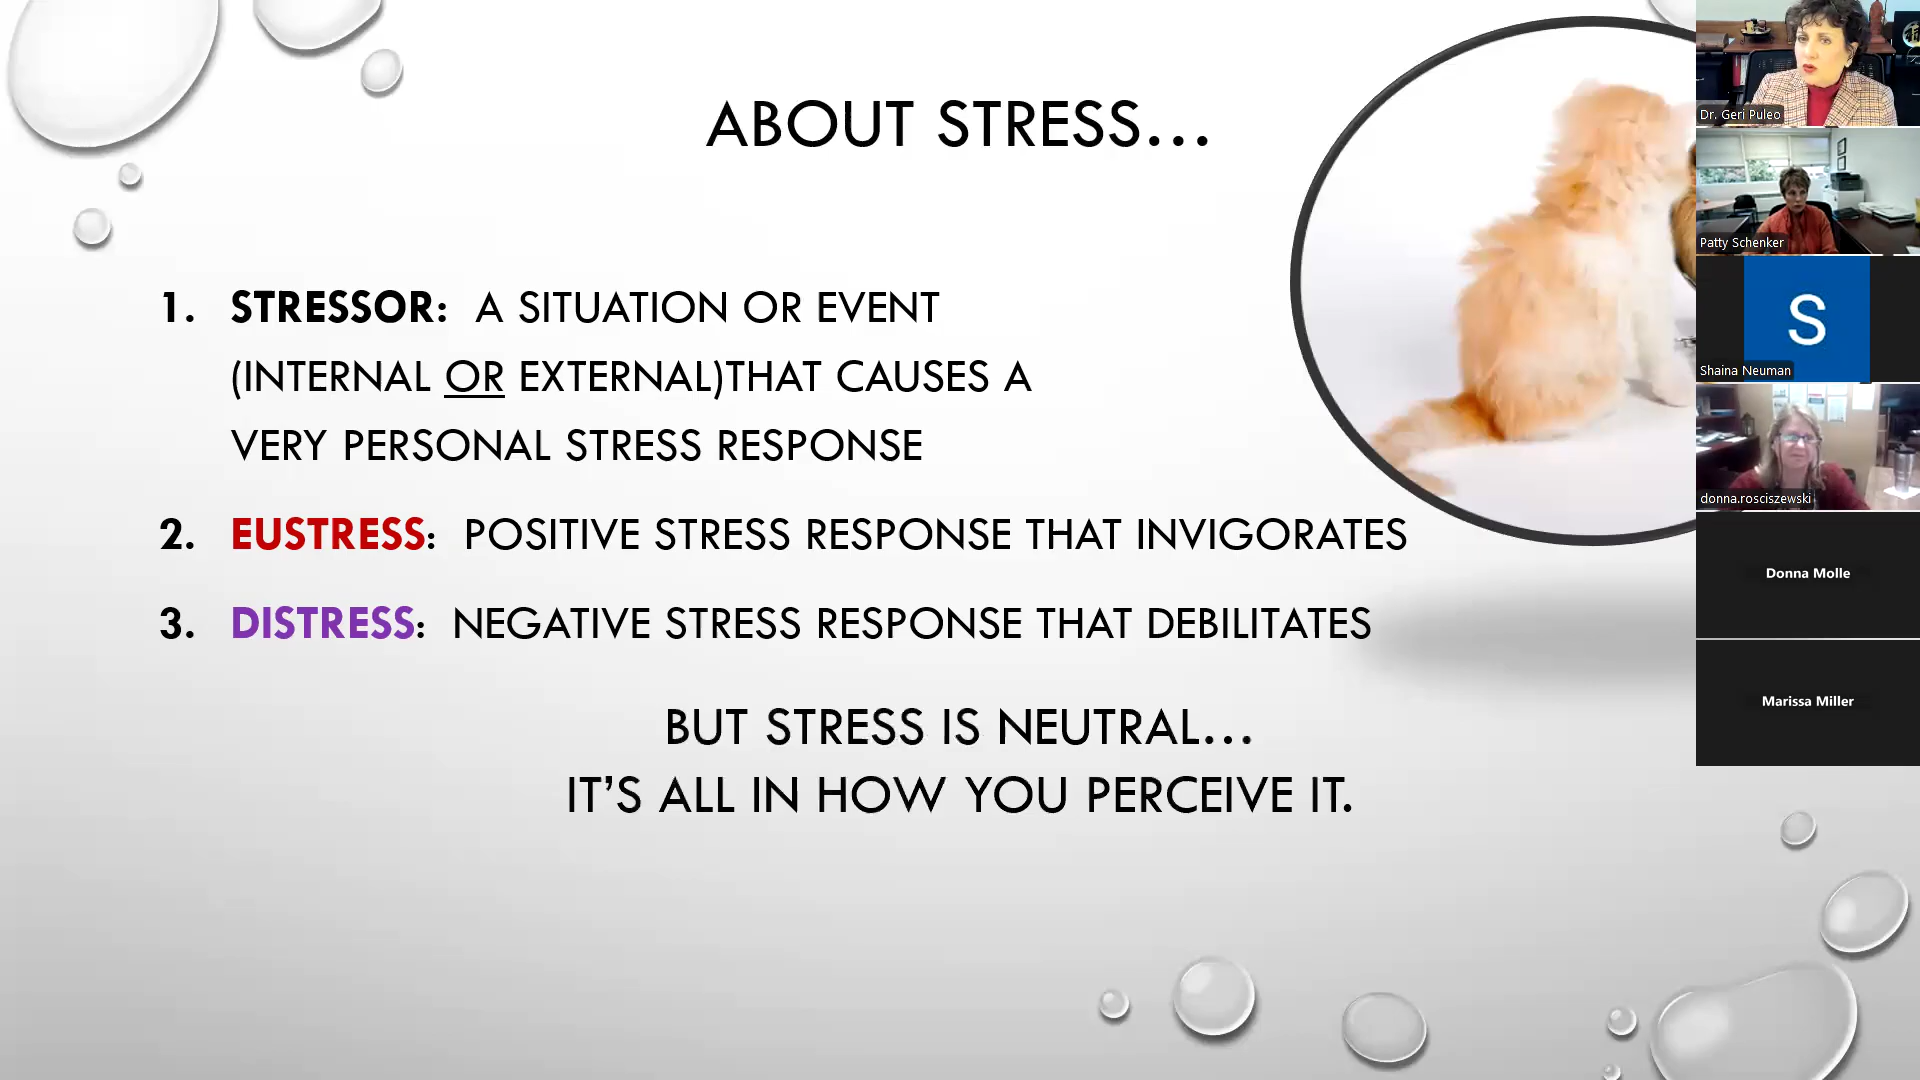 ABOUT STRESS...
1. STRESSOR: A SITUATION OR EVENT
(INTERNAL OR EXTERNAL)THAT CAUSES A
VERY PERSONAL STRESS RESPONSE
2. EUSTRESS: POSITIVE STRESS RESPONSE THAT INVIGORATES
3. DISTRESS: NEGATIVE STRESS RESPONSE THAT DEBILITATES
BUT STRESS IS NEUTRAL...
IT’S ALL IN HOW YOU PERCEIVE IT.
Dr. Geri Puleo
Patty Schenker
S
Shaina Neuman
donna.rosciszewski
Donna Molle
Marissa Miller